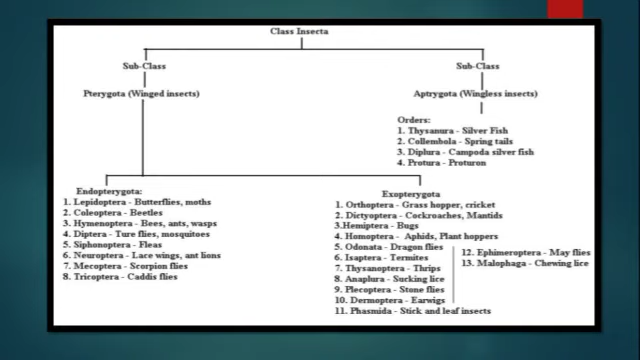 Class Insecta
Sub-Class
Pterygota (Winged insects)
Sub-Class
Aptrygota (Wingless insects)
Orders:
1. Thysanura - Silver Fish
2. Collembola - Spring tails
3. Diplura - Campoda silver fish
4. Protura - Proturon
Endopterygota:
1. Lepidoptera - Butterflies, moths
2. Coleoptera - Beetles
3. Hymenoptera - Bees, ants, wasps
4. Diptera - Ture flies, mosquitoes
5. Siphonoptera - Fleas
6. Neuroptera - Lace wings, ant lions
7. Mecoptera - Scorpion flies
8. Tricoptera - Caddis flies
Exopterygota
1. Orthoptera - Grass hopper, cricket
2. Dictyoptera - Cockroaches, Mantids
3.Hemiptera - Bugs
4. Homoptera - Aphids, Plant hoppers
5. Odonata - Dragon flies
6. Isaptera - Termites
7. Thysanoptera - Thrips
8. Anaplura - Sucking lice
9. Plecoptera - Stone flies
10. Dermoptera - Earwigs
11. Phasmida - Stick and leaf insects
12. Ephimeroptera - May flies
13. Malophaga - Chewing lice